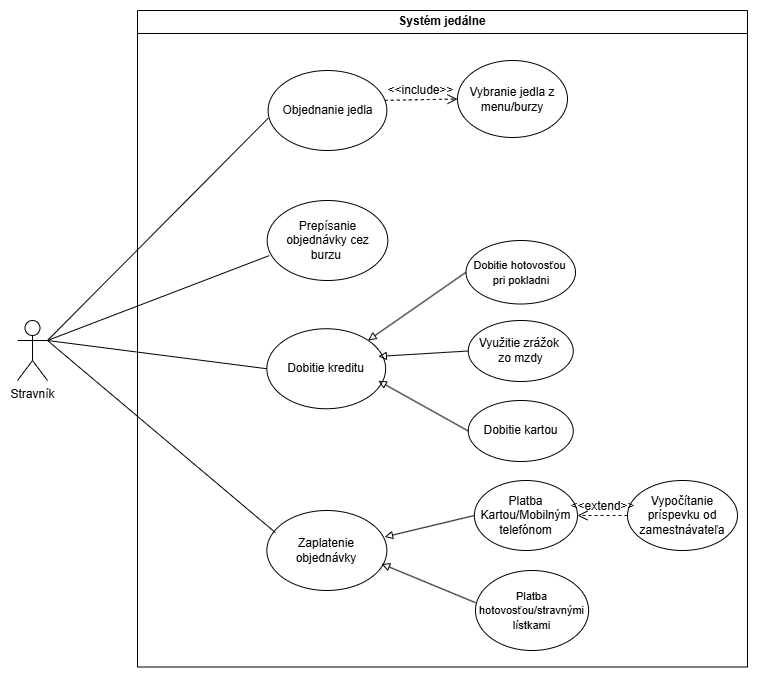 Systém jedálne
Objednanie jedla
<<include>>
Vybranie jedla z
menu/burzy
Prepísanie
objednávky cez
burzu
Dobitie hotovosťou
pri pokladni
Využitie zrážok
zo mzdy
Dobitie kreditu
Stravník
Dobitie kartou
Platba
Kartou/Mobilným
telefónom
<<extend>>
Vypočítanie
príspevku od
zamestnávateľa
Zaplatenie
objednávky
Platba
hotovosťou/stravnými
lístkami